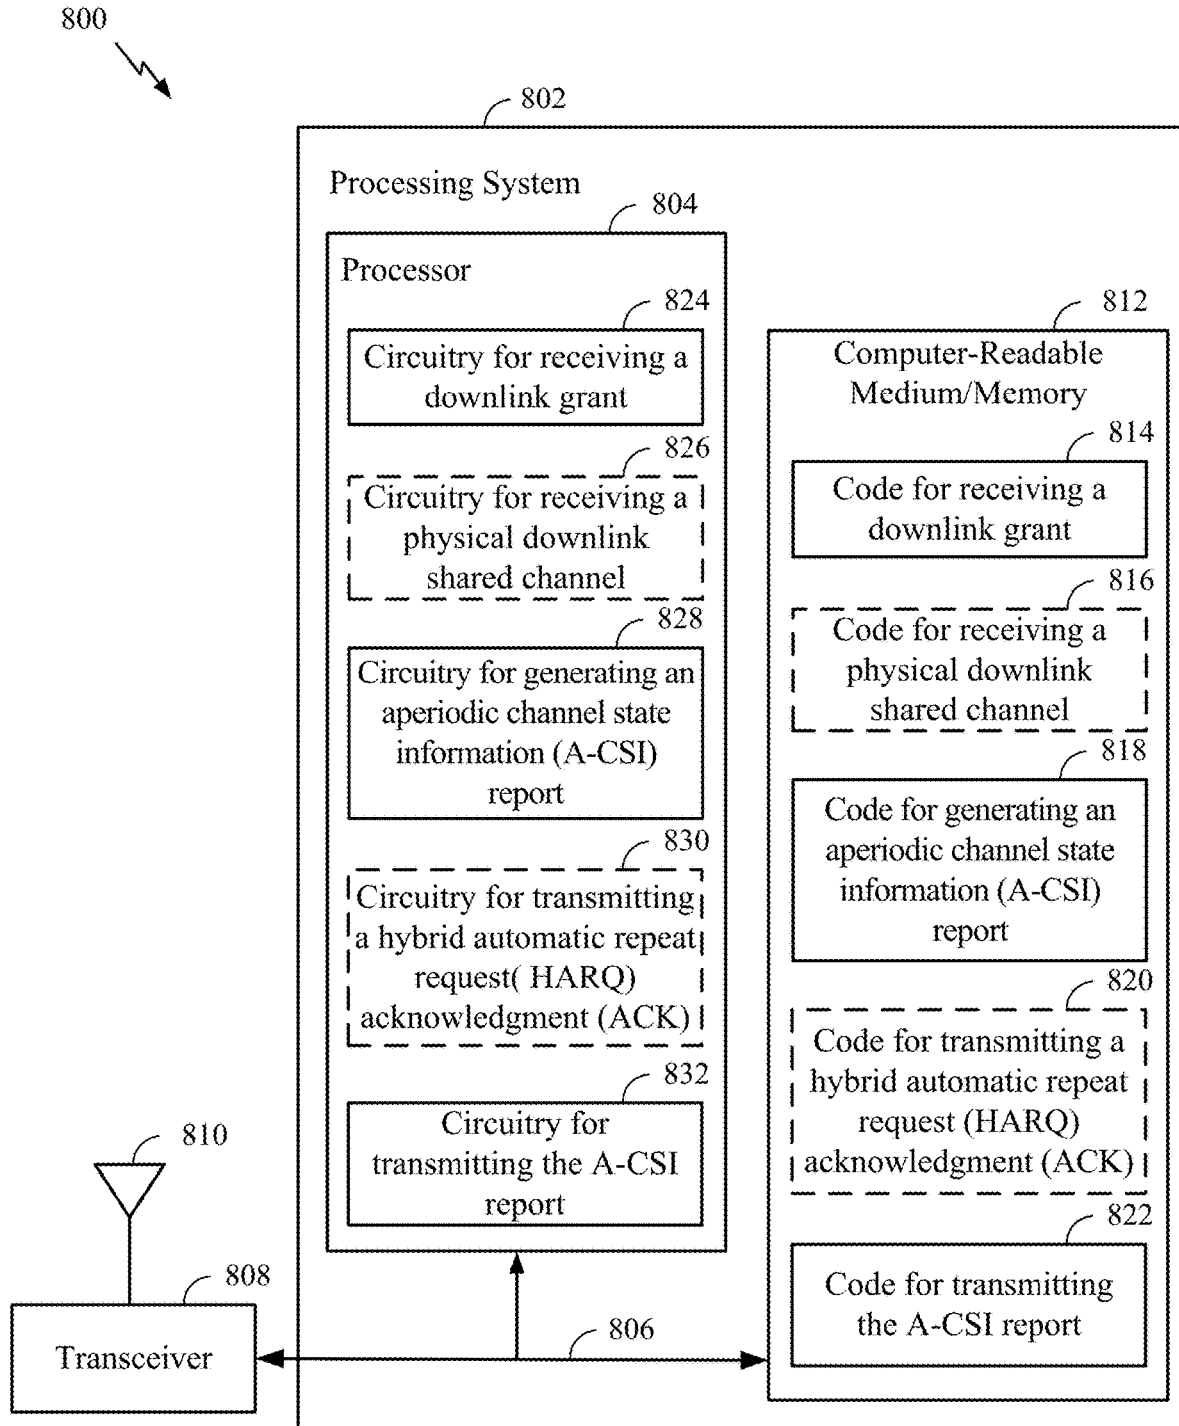 800
802
Processing System
804
Processor
824
Circuitry for receiving a
downlink grant
826
Circuitry for receiving a
physical downlink
shared channel
828
Circuitry for generating an
aperiodic channel state
information (A-CSI)
report
830
Circuitry for transmitting
a hybrid automatic repeat
request( HARQ)
acknowledgment (ACK)
832
Circuitry for
transmitting the A-CSI
report
812
Computer-Readable
Medium/Memory
814
Code for receiving a
downlink grant
816
Code for receiving a
physical downlink
shared channel
818
Code for generating an
aperiodic channel state
information (A-CSI)
report
820
Code for transmitting a
hybrid automatic repeat
request (HARQ)
acknowledgment (ACK)
822
Code for transmitting
the A-CSI report
810
808
Transceiver
806